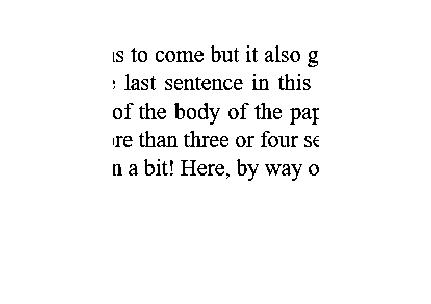 to come but it also
last sentence in this
of the body of the
than three or four
a bit! Here, by way